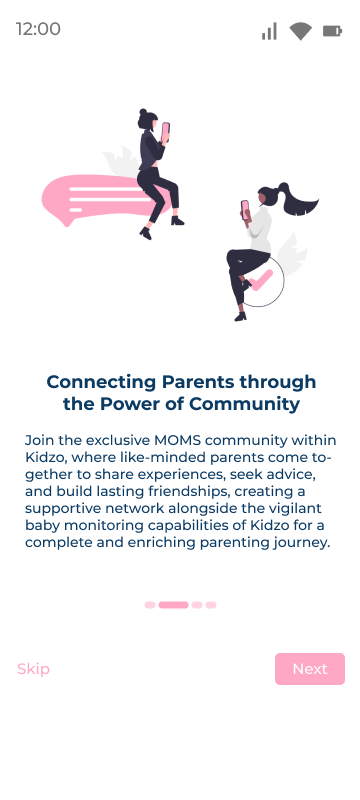 12:00
Connecting Parents through
the Power of Community
Join the exclusive MOMS community within
Kidzo, where like-minded parents come to-
gether to share experiences, seek advice,
and build lasting friendships, creating a
supportive network alongside the vigilant
baby monitoring capabilities of Kidzo for a
complete and enriching parenting journey.
Skip
Next